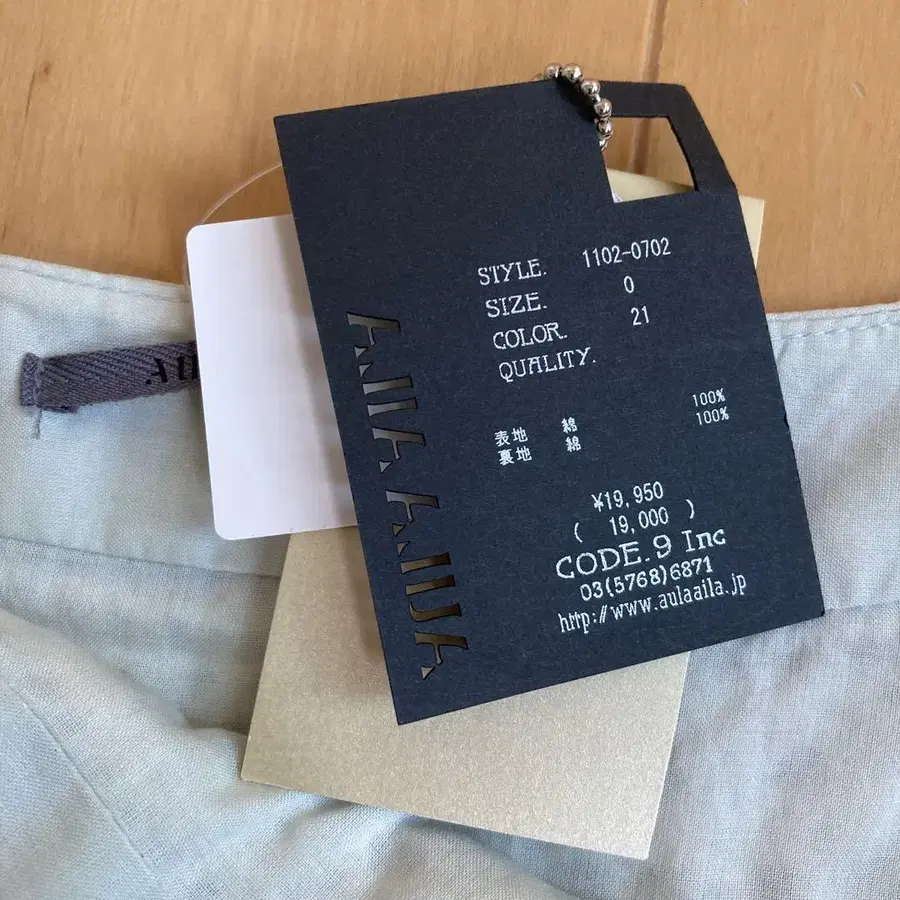 STYLE. 1102-0702
SIZE. 0
COLOR. 21
QUALITY.
表地 綿 100%
裏地 綿 100%
¥19,950
( 19,000 )
CODE.9 Inc
03(5768)6871
http://www.aulaaila.jp
AULA AILA